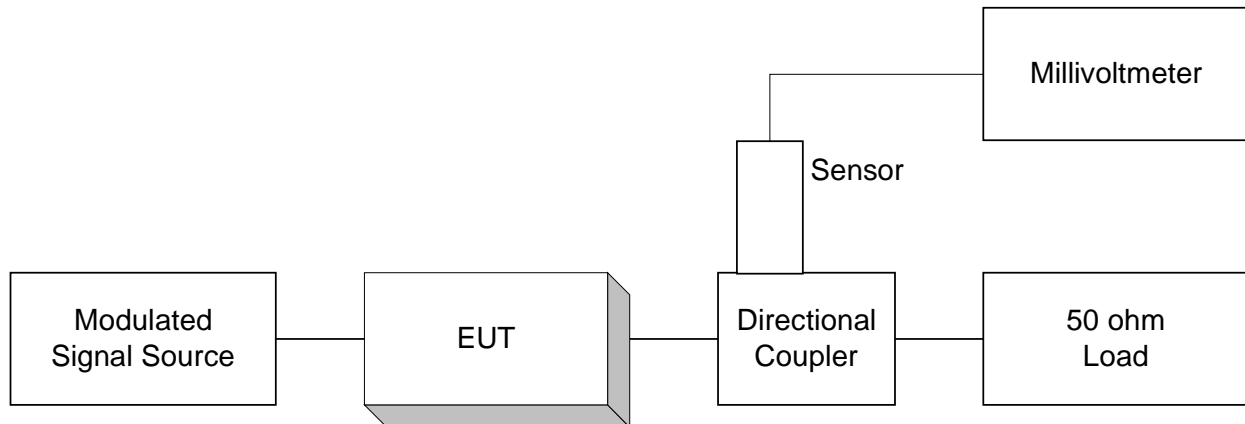 Millivoltmeter
Sensor
Modulated
Signal Source
EUT
Directional
Coupler
50 ohm
Load